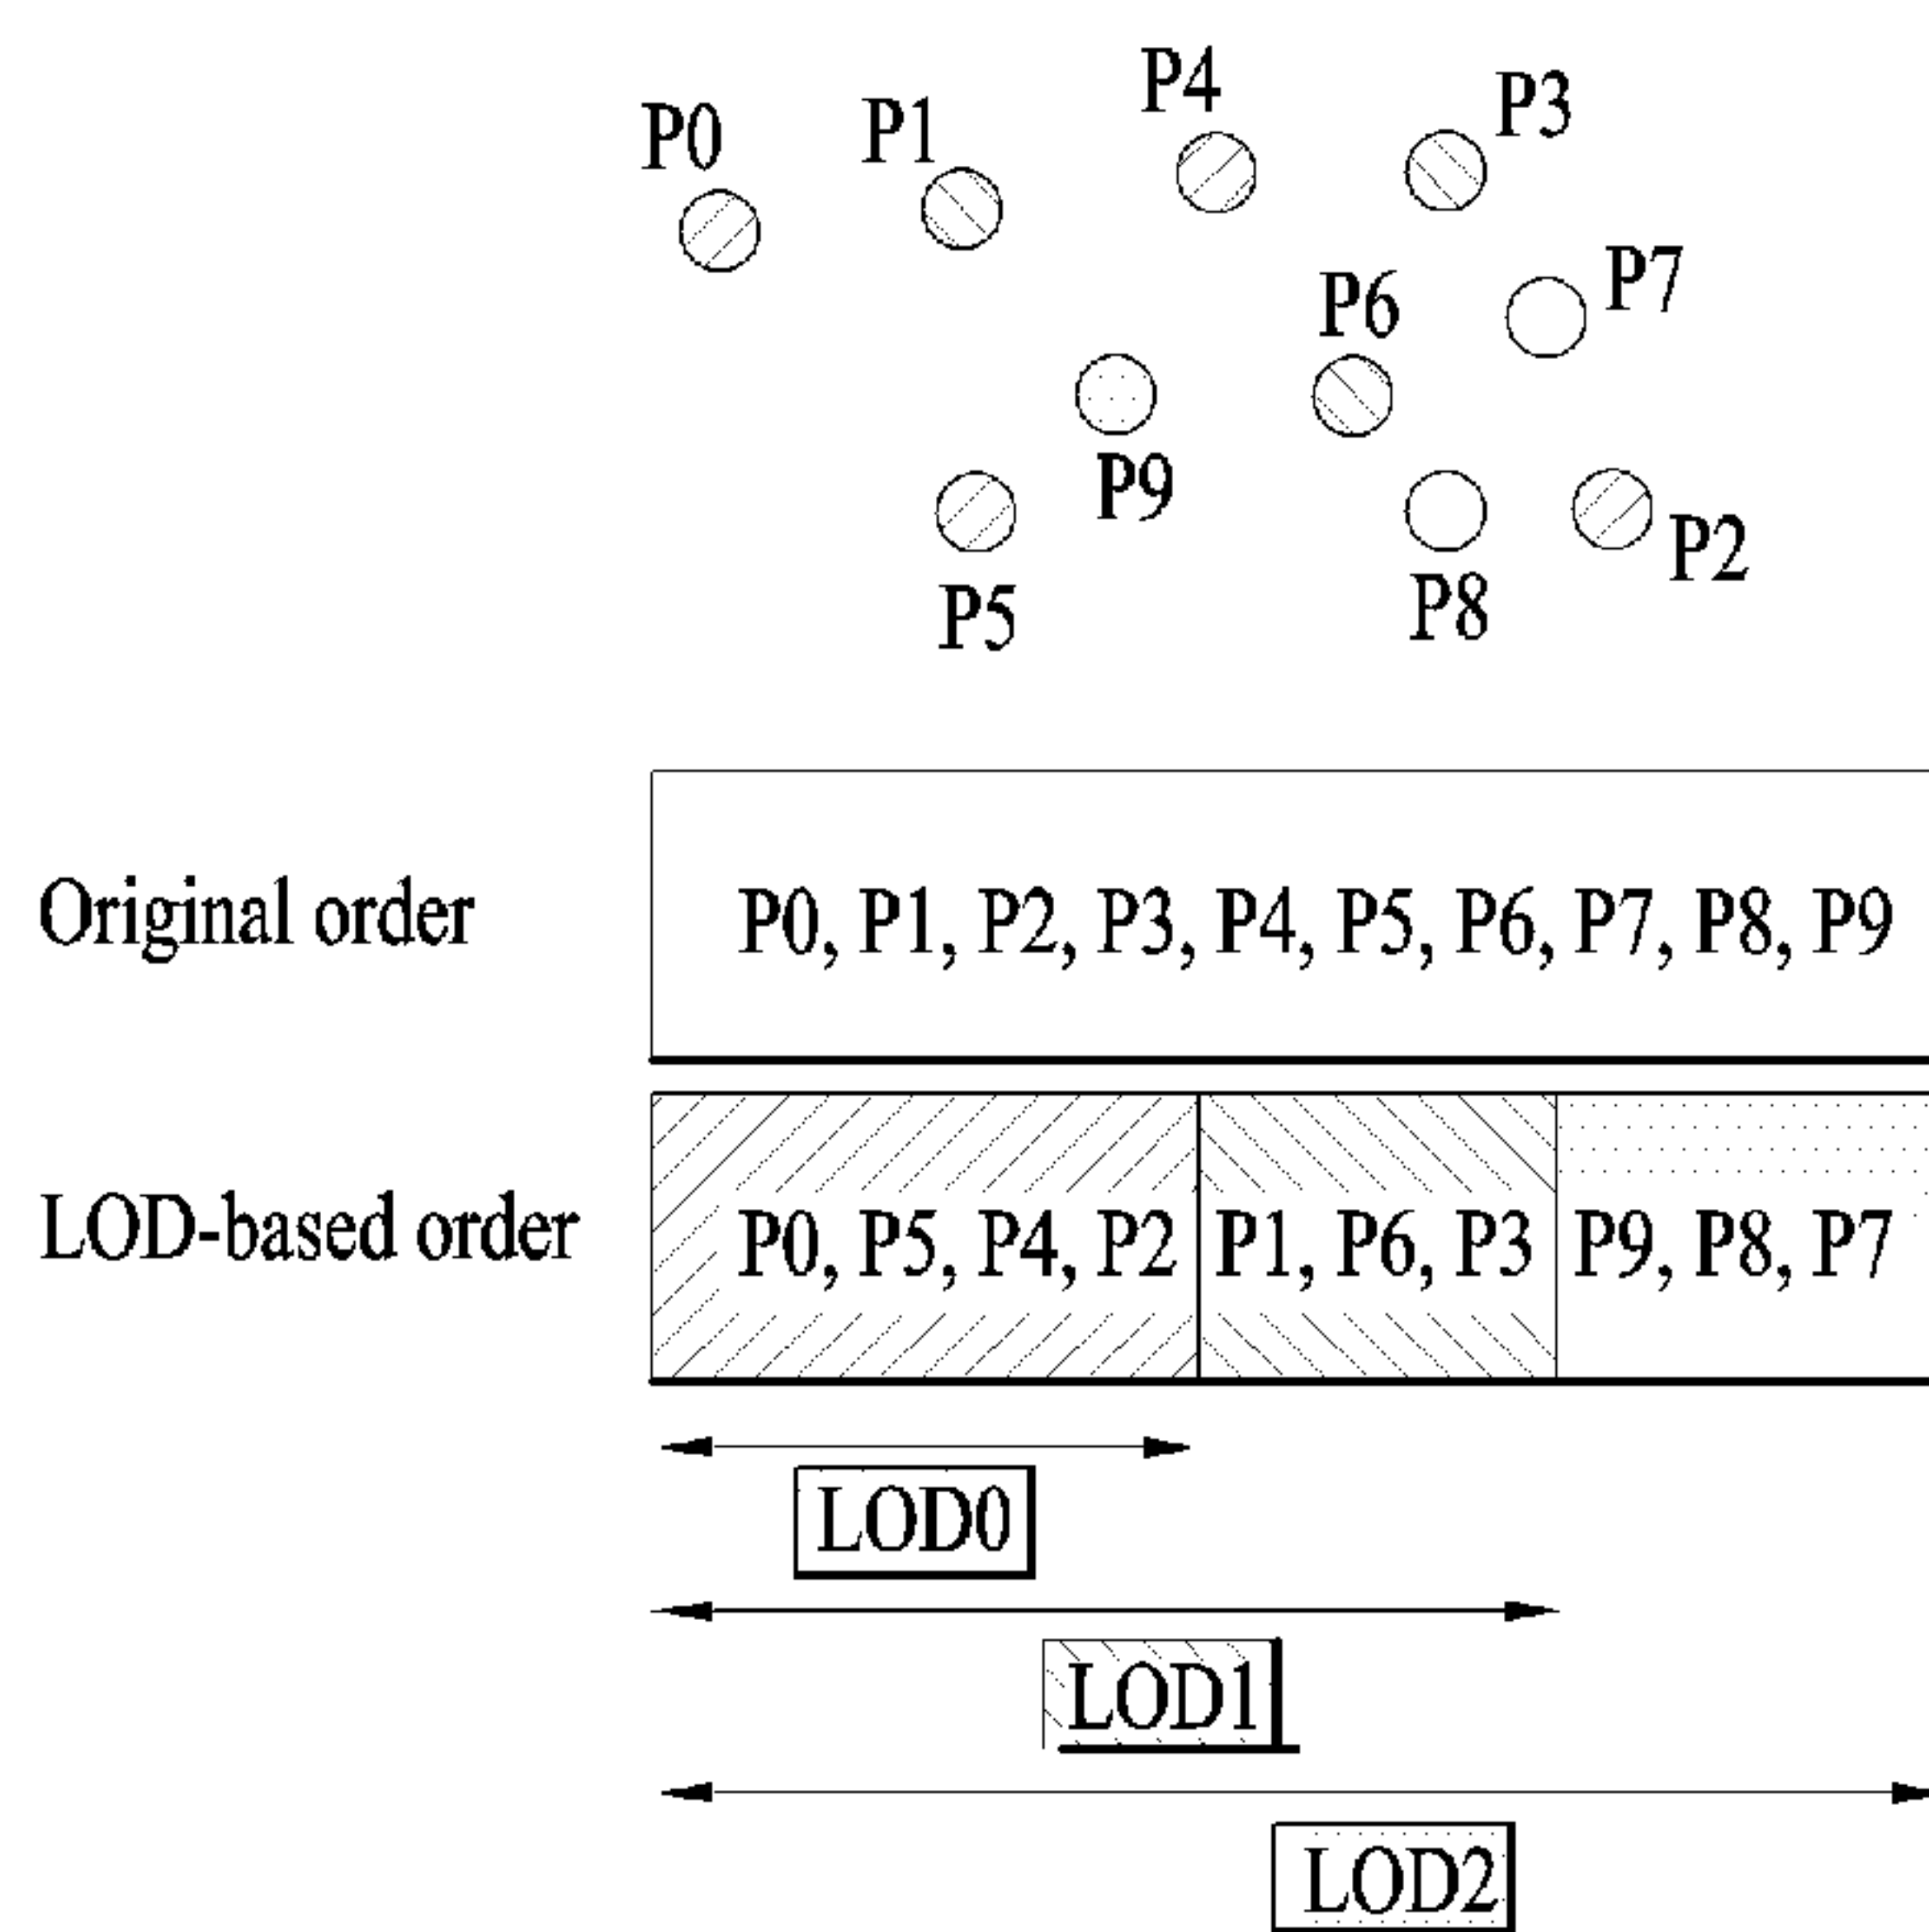 P4
P3
P0
P1
P7
P6
P9
P2
P5
P8
Original order
P0, P1, P2, P3, P4, P5, P6, P7, P8, P9
LOD-based order
P0, P5, P4, P2
P1, P6, P3
P9, P8, P7
LOD0
LOD1
LOD2